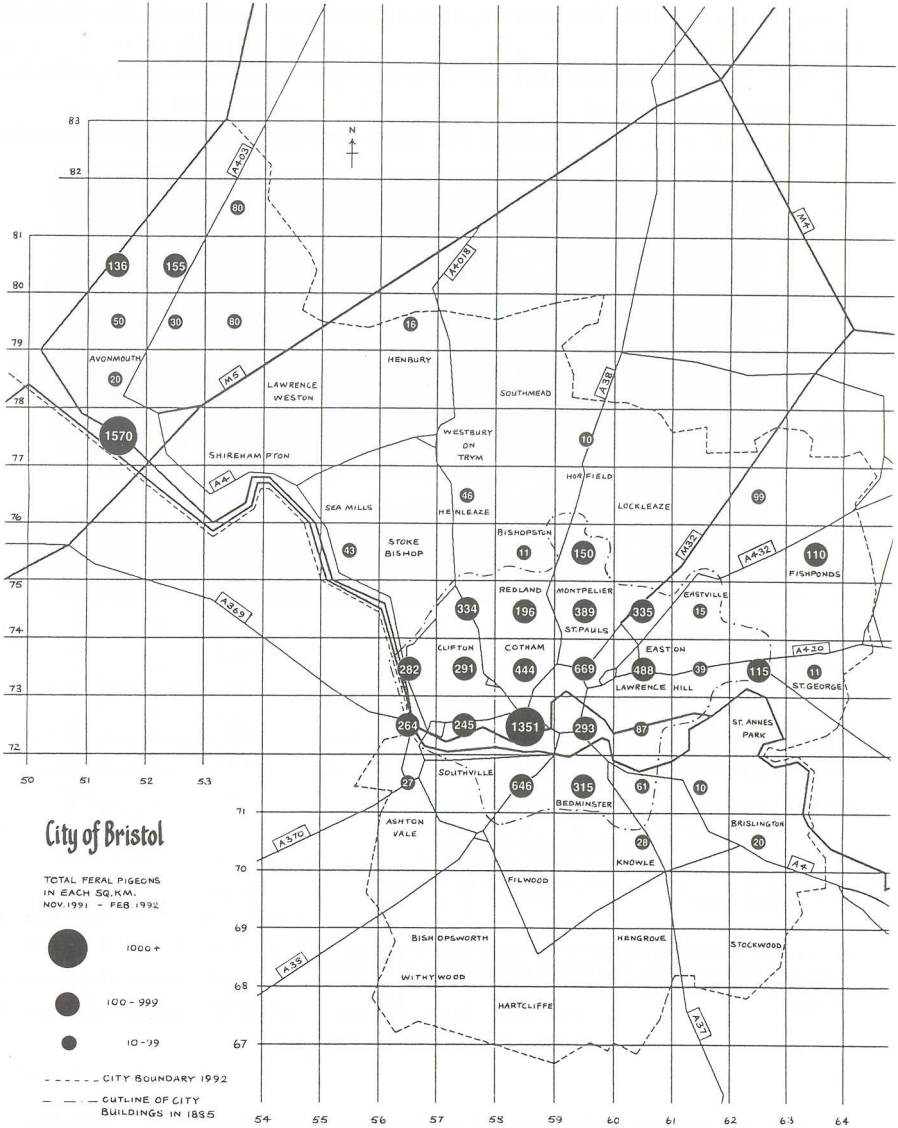 83
N
A403
82
80
M4
81
136
155
A4018
80
50
30
80
16
79
AVONMOUTH
HENBURY
20
M5
LAWRENCE
WESTON
SOUTHMEAD
A38
78
1570
WESTBURY
ON
TRYM
10
77
SHIREHAMPTON
A4
HORFIELD
46
99
SEA MILLS
HENLEAZE
LOCKLEAZE
76
43
STOKE
BISHOP
BISHOPSTON
11
150
M32
A432
110
FISHPONDS
75
A369
REDLAND
MONTPELIER
EASTVILLE
334
196
389
335
15
ST.PAULS
74
CLIFTON
COTHAM
EASTON
A420
282
291
444
669
488
39
115
11
LAWRENCE HILL
ST.GEORGE
73
264
245
1351
293
87
ST. ANNES
PARK
72
50
51
52
53
SOUTHVILLE
27
646
315
61
10
BEDMINSTER
71
ASHTON
VALE
BRISLINGTON
A370
28
20
KNOWLE
A4
70
FILWOOD
69
BISHOPSWORTH
HENGROVE
STOCKWOOD
A38
WITHYWOOD
68
HARTCLIFFE
A37
67
54
55
56
57
58
59
60
61
62
63
64
City of Bristol
TOTAL FERAL PIGEONS
IN EACH SQ.KM.
NOV.1991 - FEB.1992
1000+
100-999
10-99
CITY BOUNDARY 1992
OUTLINE OF CITY
BUILDINGS IN 1885